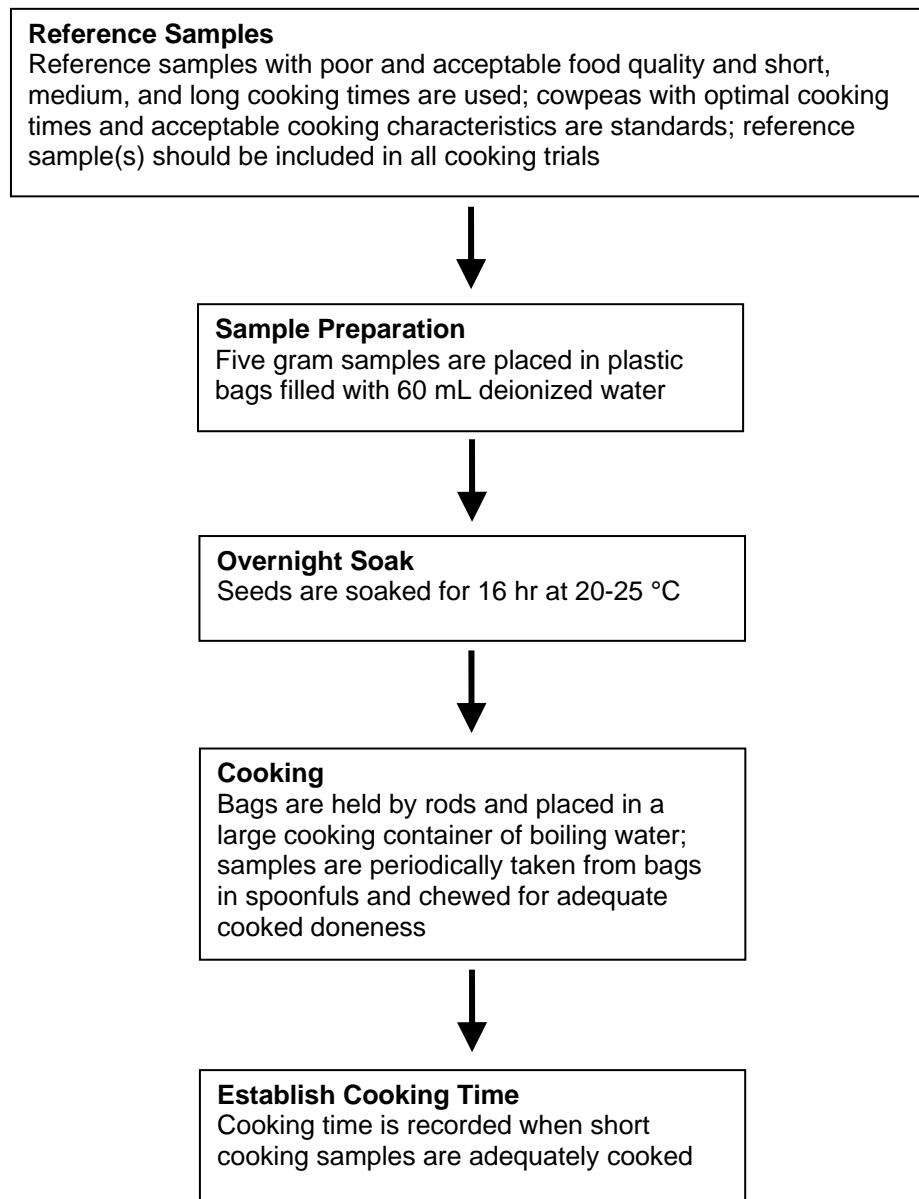 Reference Samples
Reference samples with poor and acceptable food quality and short,
medium, and long cooking times are used; cowpeas with optimal cooking
times and acceptable cooking characteristics are standards; reference
sample(s) should be included in all cooking trials
Sample Preparation
Five gram samples are placed in plastic
bags filled with 60 mL deionized water
Overnight Soak
Seeds are soaked for 16 hr at 20-25 °C
Cooking
Bags are held by rods and placed in a
large cooking container of boiling water;
samples are periodically taken from bags
in spoonfuls and chewed for adequate
cooked doneness
Establish Cooking Time
Cooking time is recorded when short
cooking samples are adequately cooked